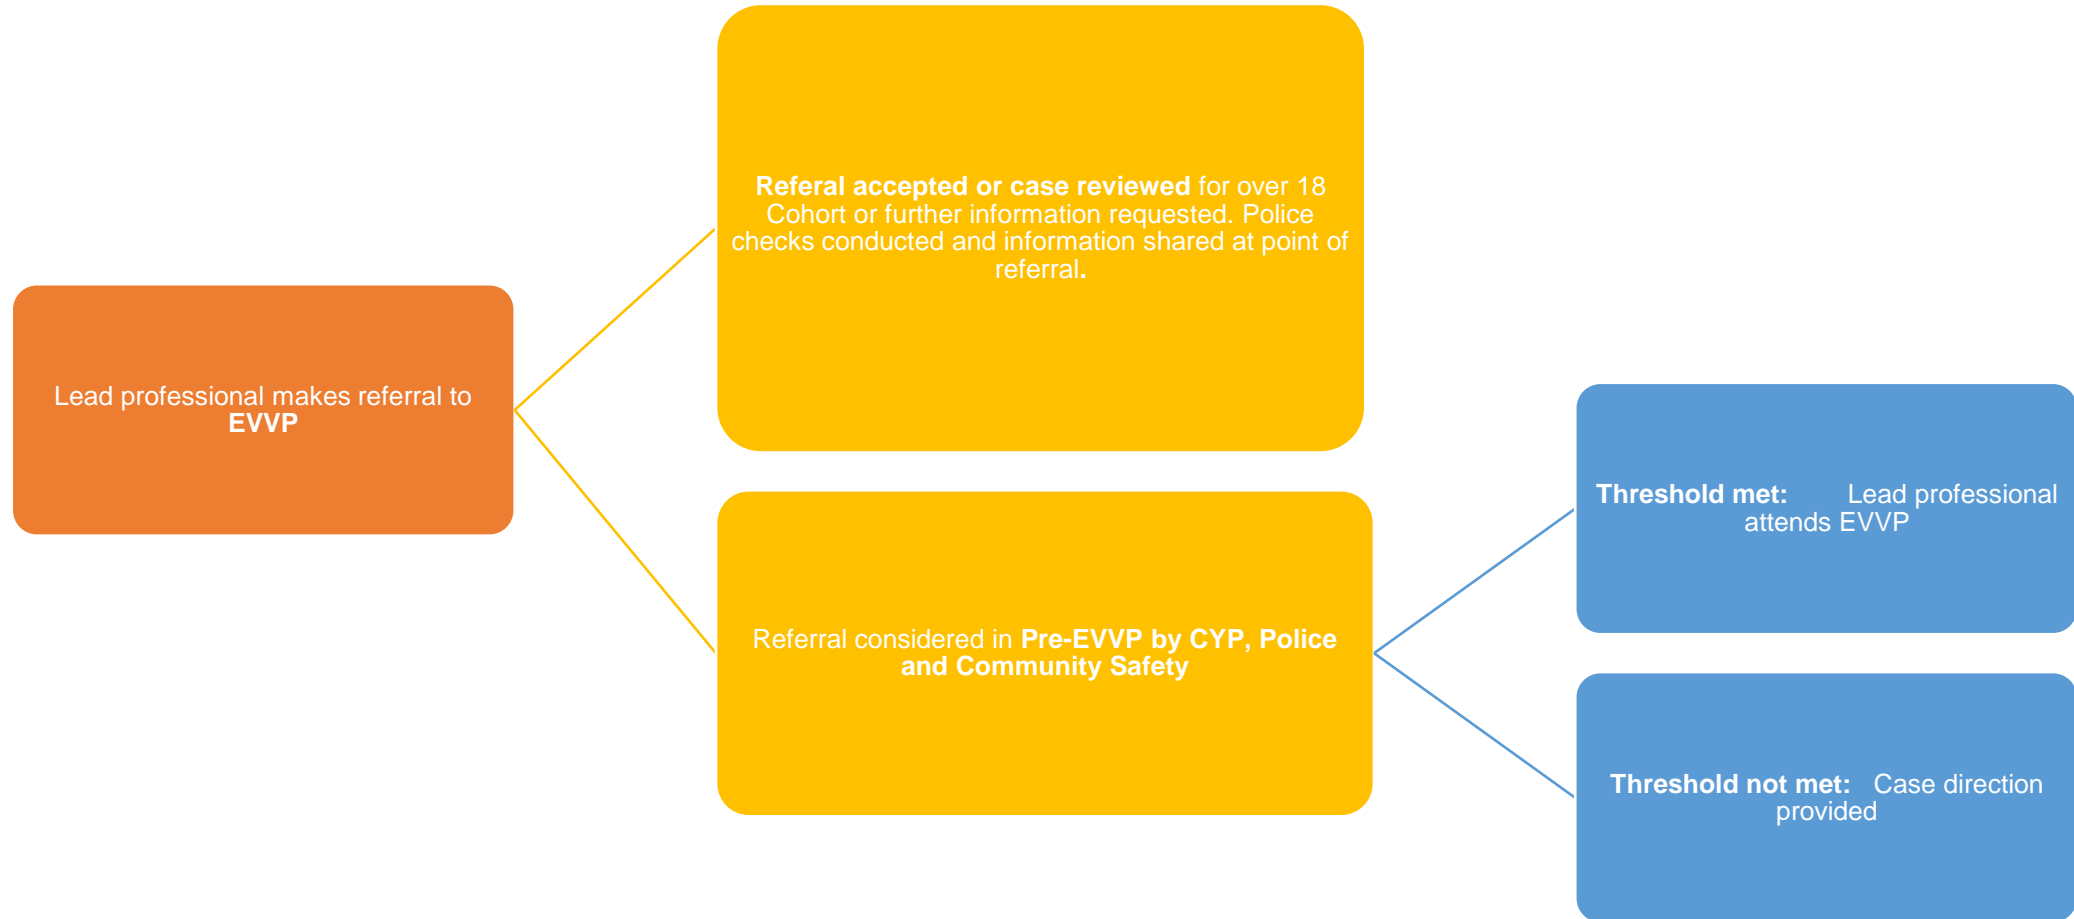 Lead professional makes referral to
EVVP
Referal accepted or case reviewed for over 18
Cohort or further information requested. Police
checks conducted and information shared at point of
referral.
Referral considered in Pre-EVVP by CYP, Police
and Community Safety
Threshold met: Lead professional
attends EVVP
Threshold not met: Case direction
provided